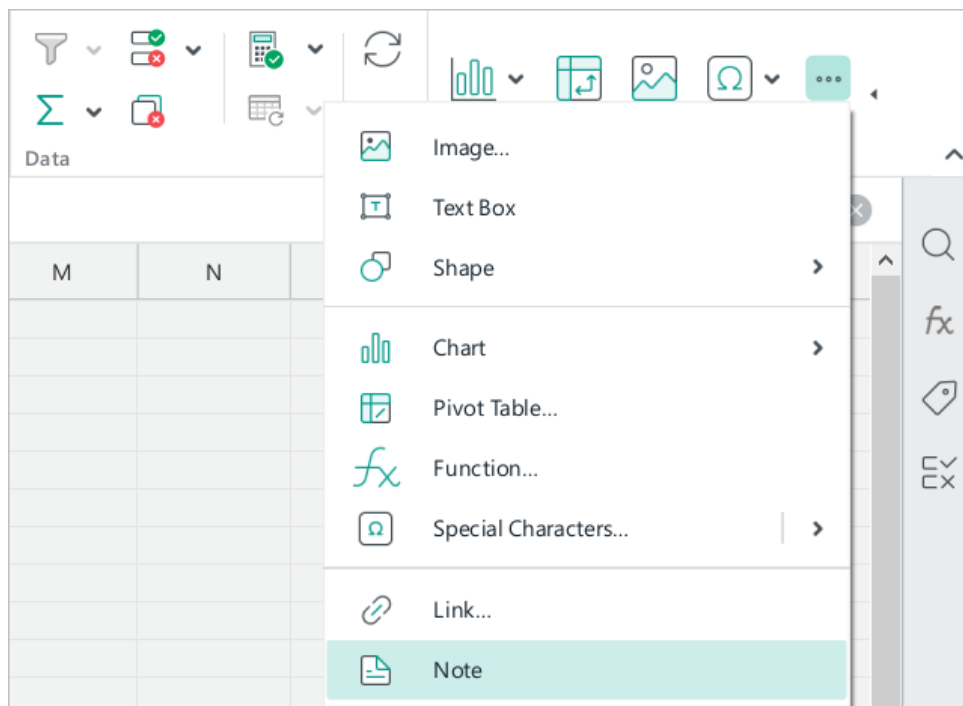 Data
M N
Image...
Text Box
Shape
Chart
Pivot Table...
Function...
Special Characters...
Link...
Note